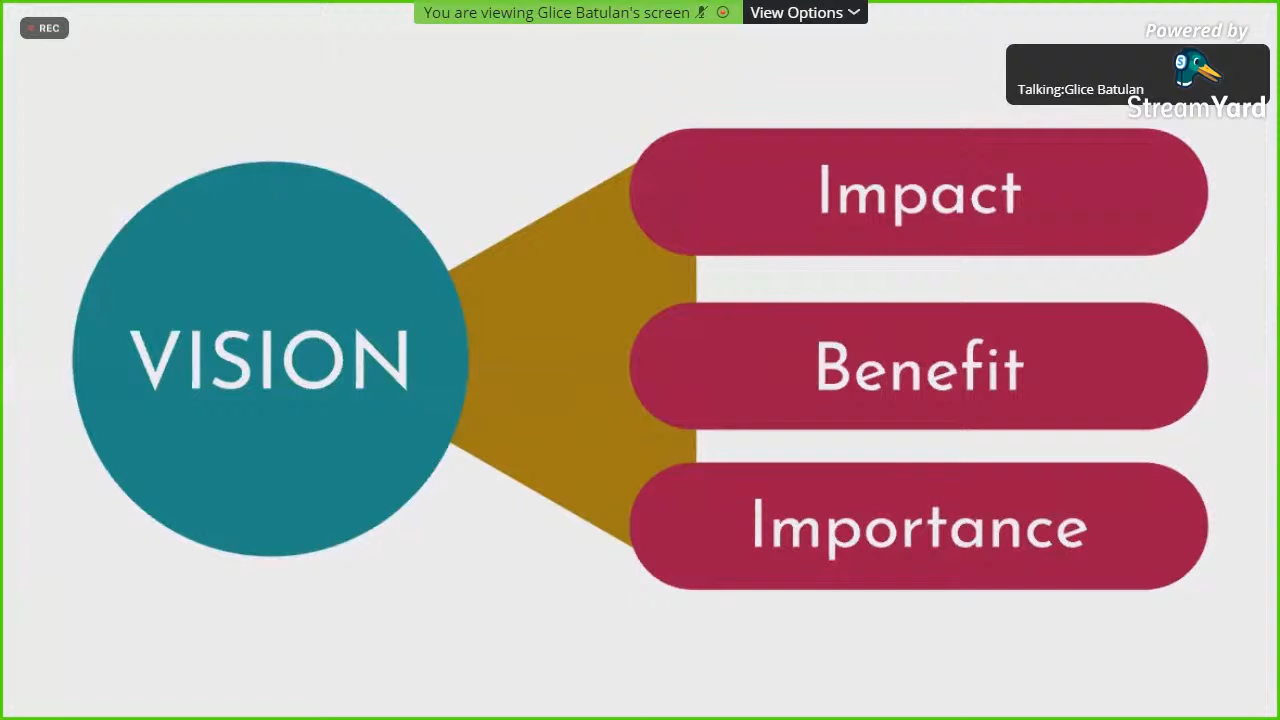 You are viewing Glice Batulan's screen
View Options
REC
Powered by
Talking:Glice Batulan
StreamYard
VISION
Impact
Benefit
Importance